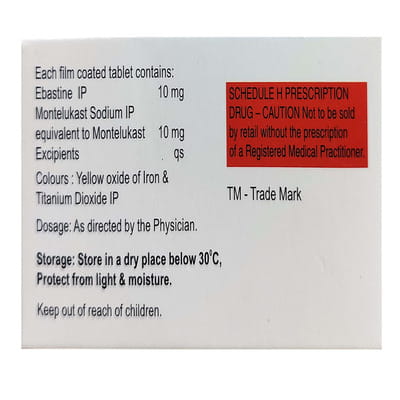 Each film coated tablet contains:
Ebastine IP 10 mg
Montelukast Sodium IP
equivalent to Montelukast 10 mg
Excipients qs
Colours : Yellow oxide of Iron &
Titanium Dioxide IP
Dosage: As directed by the Physician.
Storage: Store in a dry place below 30°C,
Protect from light & moisture.
Keep out of reach of children.
SCHEDULE H PRESCRIPTION
DRUG – CAUTION Not to be sold
by retail without the prescription
of a Registered Medical Practitioner.
TM - Trade Mark